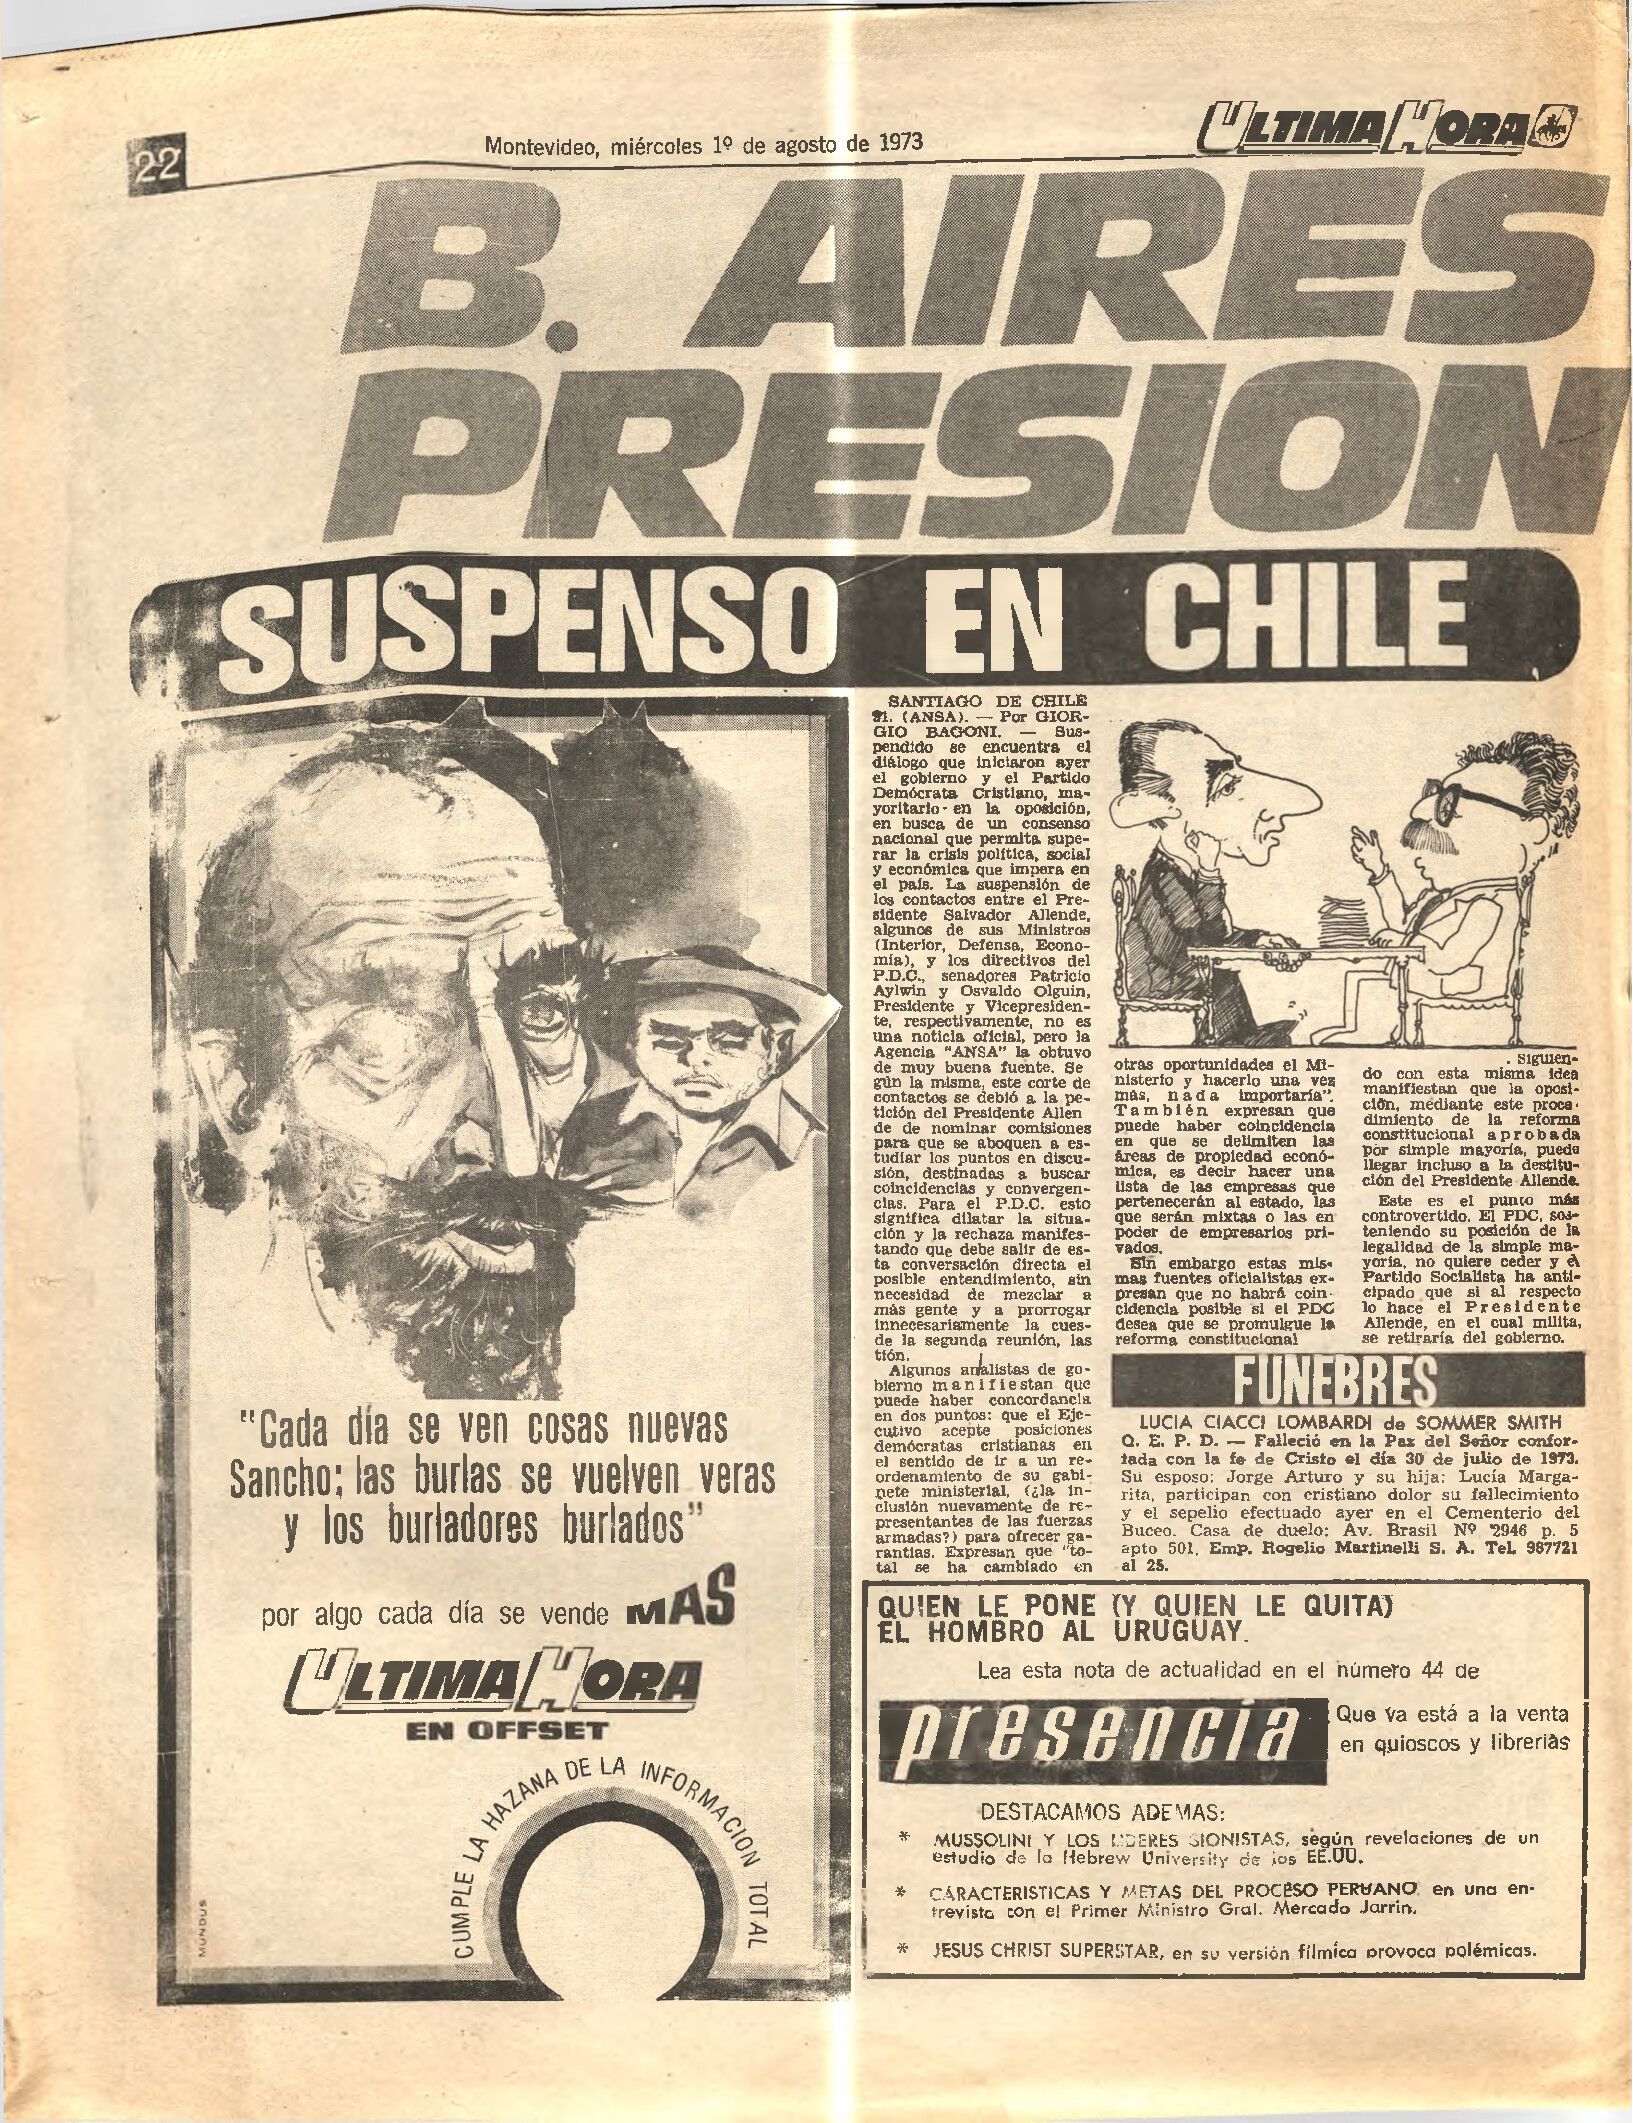 22
Montevideo, miércoles 1º de agosto de 1973
ULTIMA HORA
B. AIRES
PRESION
SUSPENSO EN CHILE
SANTIAGO DE CHILE
31. (ANSA). — Por GIOR-
GIO BAGONI. — Sus-
pendido se encuentra el
diálogo que iniciaron ayer
el gobierno y el Partido
Demócrata Cristiano, ma-
yoritario en la oposición,
en busca de un consenso
nacional que permita supe-
rar la crisis política, social
y económica que impera en
el país. La suspensión de
los contactos entre el Pre-
sidente Salvador Allende,
algunos de sus Ministros
(Interior, Defensa, Econo-
mía), y los directivos del
P.D.C., senadores Patricio
Aylwin y Osvaldo Olguin,
Presidente y Vicepresiden-
te, respectivamente, no es
una noticia oficial, pero la
Agencia "ANSA" la obtuvo
de muy buena fuente. Se
gún la misma, este corte de
contactos se debió a la pe-
tición del Presidente Allen
de de nominar comisiones
para que se aboquen a es-
tudiar los puntos en discu-
sión, destinadas a buscar
coincidencias y convergen-
cias. Para el P.D.C. esto
significa dilatar la situa-
ción y la rechaza manifes-
tando que debe salir de es-
ta conversación directa el
posible entendimiento, sin
necesidad de mezclar a
más gente y a prorrogar
innecesariamente la cues-
de la segunda reunión, las
tión.
Algunos analistas de go-
bierno manifiestan que
puede haber concordancia
en dos puntos: que el Eje-
cutivo acepte posiciones
demócratas cristianas en
el sentido de ir a un re-
ordenamiento de su gabi-
nete ministerial, (¿la in-
clusión nuevamente de re-
presentantes de las fuerzas
armadas?) para ofrecer ga-
rantías. Expresan que "to-
tal se ha cambiado en
otras oportunidades el Mi-
nisterio y hacerlo una vez
más, nada importaría".
También expresan que
puede haber coincidencia
en que se delimiten las
áreas de propiedad econó-
mica, es decir hacer una
lista de las empresas que
pertenecerán al estado, las
que serán mixtas o las en
poder de empresarios pri-
vados.
Sin embargo estas mis-
mas fuentes oficialistas ex-
presan que no habrá coin-
cidencia posible si el PDC
desea que se promulgue la
reforma constitucional
. Siguien-
do con esta misma idea
manifiestan que la oposi-
ción, mediante este proce-
dimiento de la reforma
constitucional aprobada
por simple mayoría, puede
llegar incluso a la destitu-
ción del Presidente Allende.
Este es el punto más
controvertido. El PDC, sos-
teniendo su posición de la
legalidad de la simple ma-
yoría, no quiere ceder y el
Partido Socialista ha anti-
cipado que si al respecto
lo hace el Presidente
Allende, en el cual milita,
se retiraría del gobierno.
FUNEBRES
LUCIA CIACCI LOMBARDI de SOMMER SMITH
Q. E. P. D. — Falleció en la Paz del Señor confor-
tada con la fe de Cristo el día 30 de julio de 1973.
Su esposo: Jorge Arturo y su hija: Lucía Marga-
rita, participan con cristiano dolor su fallecimiento
y el sepelio efectuado ayer en el Cementerio del
Buceo. Casa de duelo: Av. Brasil Nº 2946 p. 5
apto 501. Emp. Rogelio Martinelli S. A. Tel. 987721
al 25.
"Cada día se ven cosas nuevas
Sancho; las burlas se vuelven veras
y los burladores burlados"
por algo cada día se vende MAS
ULTIMA HORA
EN OFFSET
CUMPLE LA HAZANA DE LA INFORMACION TOTAL
MUNDUS
QUIEN LE PONE (Y QUIEN LE QUITA)
EL HOMBRO AL URUGUAY.
Lea esta nota de actualidad en el número 44 de
presencia
Que ya está a la venta
en quioscos y librerías
DESTACAMOS ADEMAS:
* MUSSOLINI Y LOS LIDERES SIONISTAS, según revelaciones de un
estudio de la Hebrew University de los EE.UU.
* CARACTERISTICAS Y METAS DEL PROCESO PERUANO. en una en-
trevista con el Primer Ministro Gral. Mercado Jarrin.
* JESUS CHRIST SUPERSTAR, en su versión fílmica provoca polémicas.